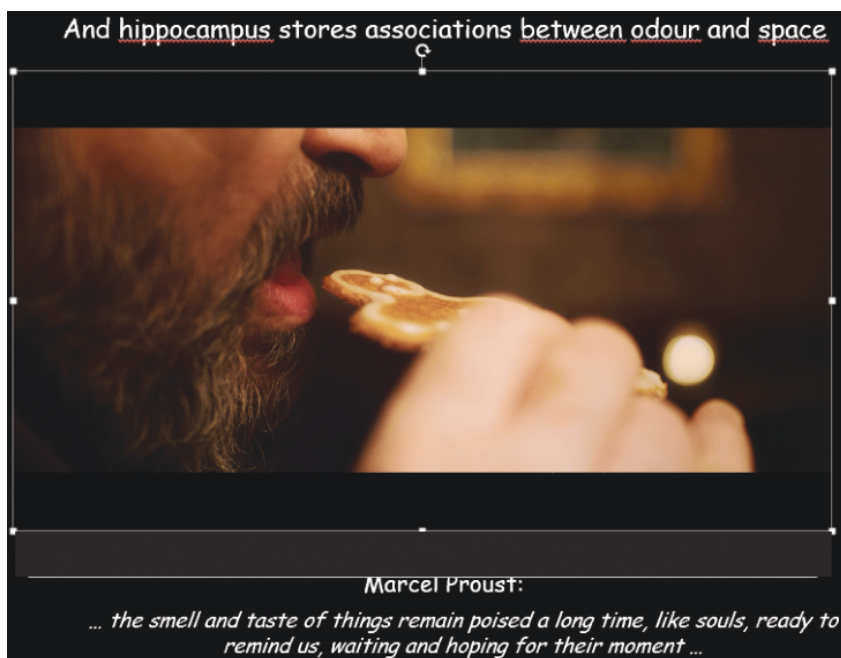 And hippocampus stores associations between odour and space
Marcel Proust:
… the smell and taste of things remain poised a long time, like souls, ready to
remind us, waiting and hoping for their moment …